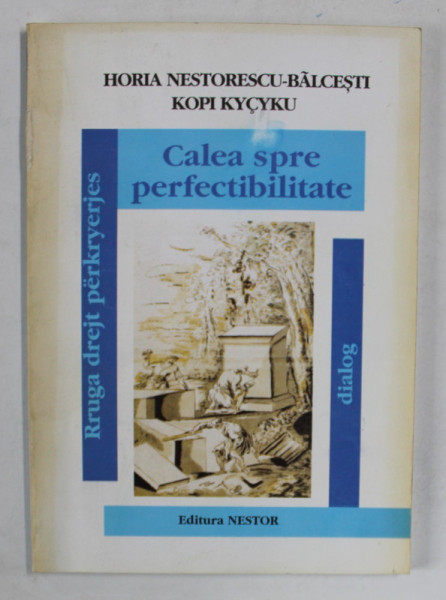 HORIA NESTORESCU-BĂLCEȘTI
KOPI KYÇYKU
Calea spre
perfectibilitate
Rruga drejt përkryerjes
dialog
Editura NESTOR